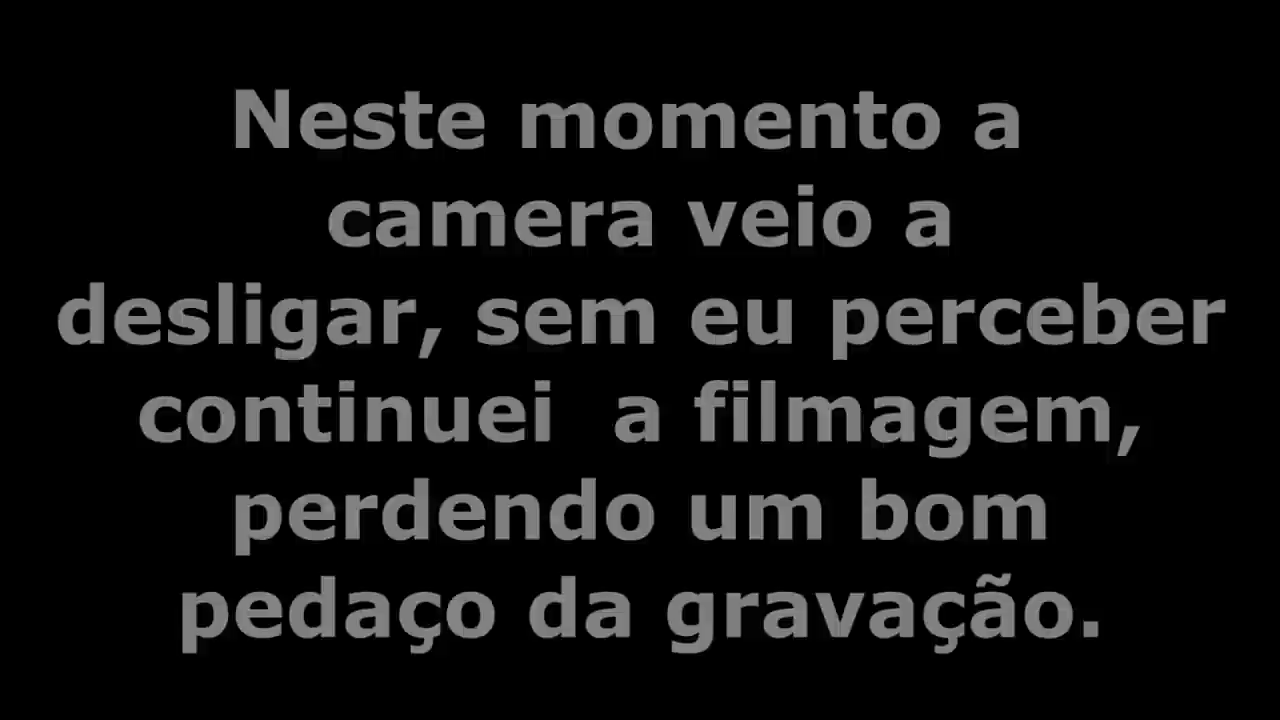 Neste momento a
camera veio a
desligar, sem eu perceber
continuei  a filmagem,
perdendo um bom
pedaço da gravação.